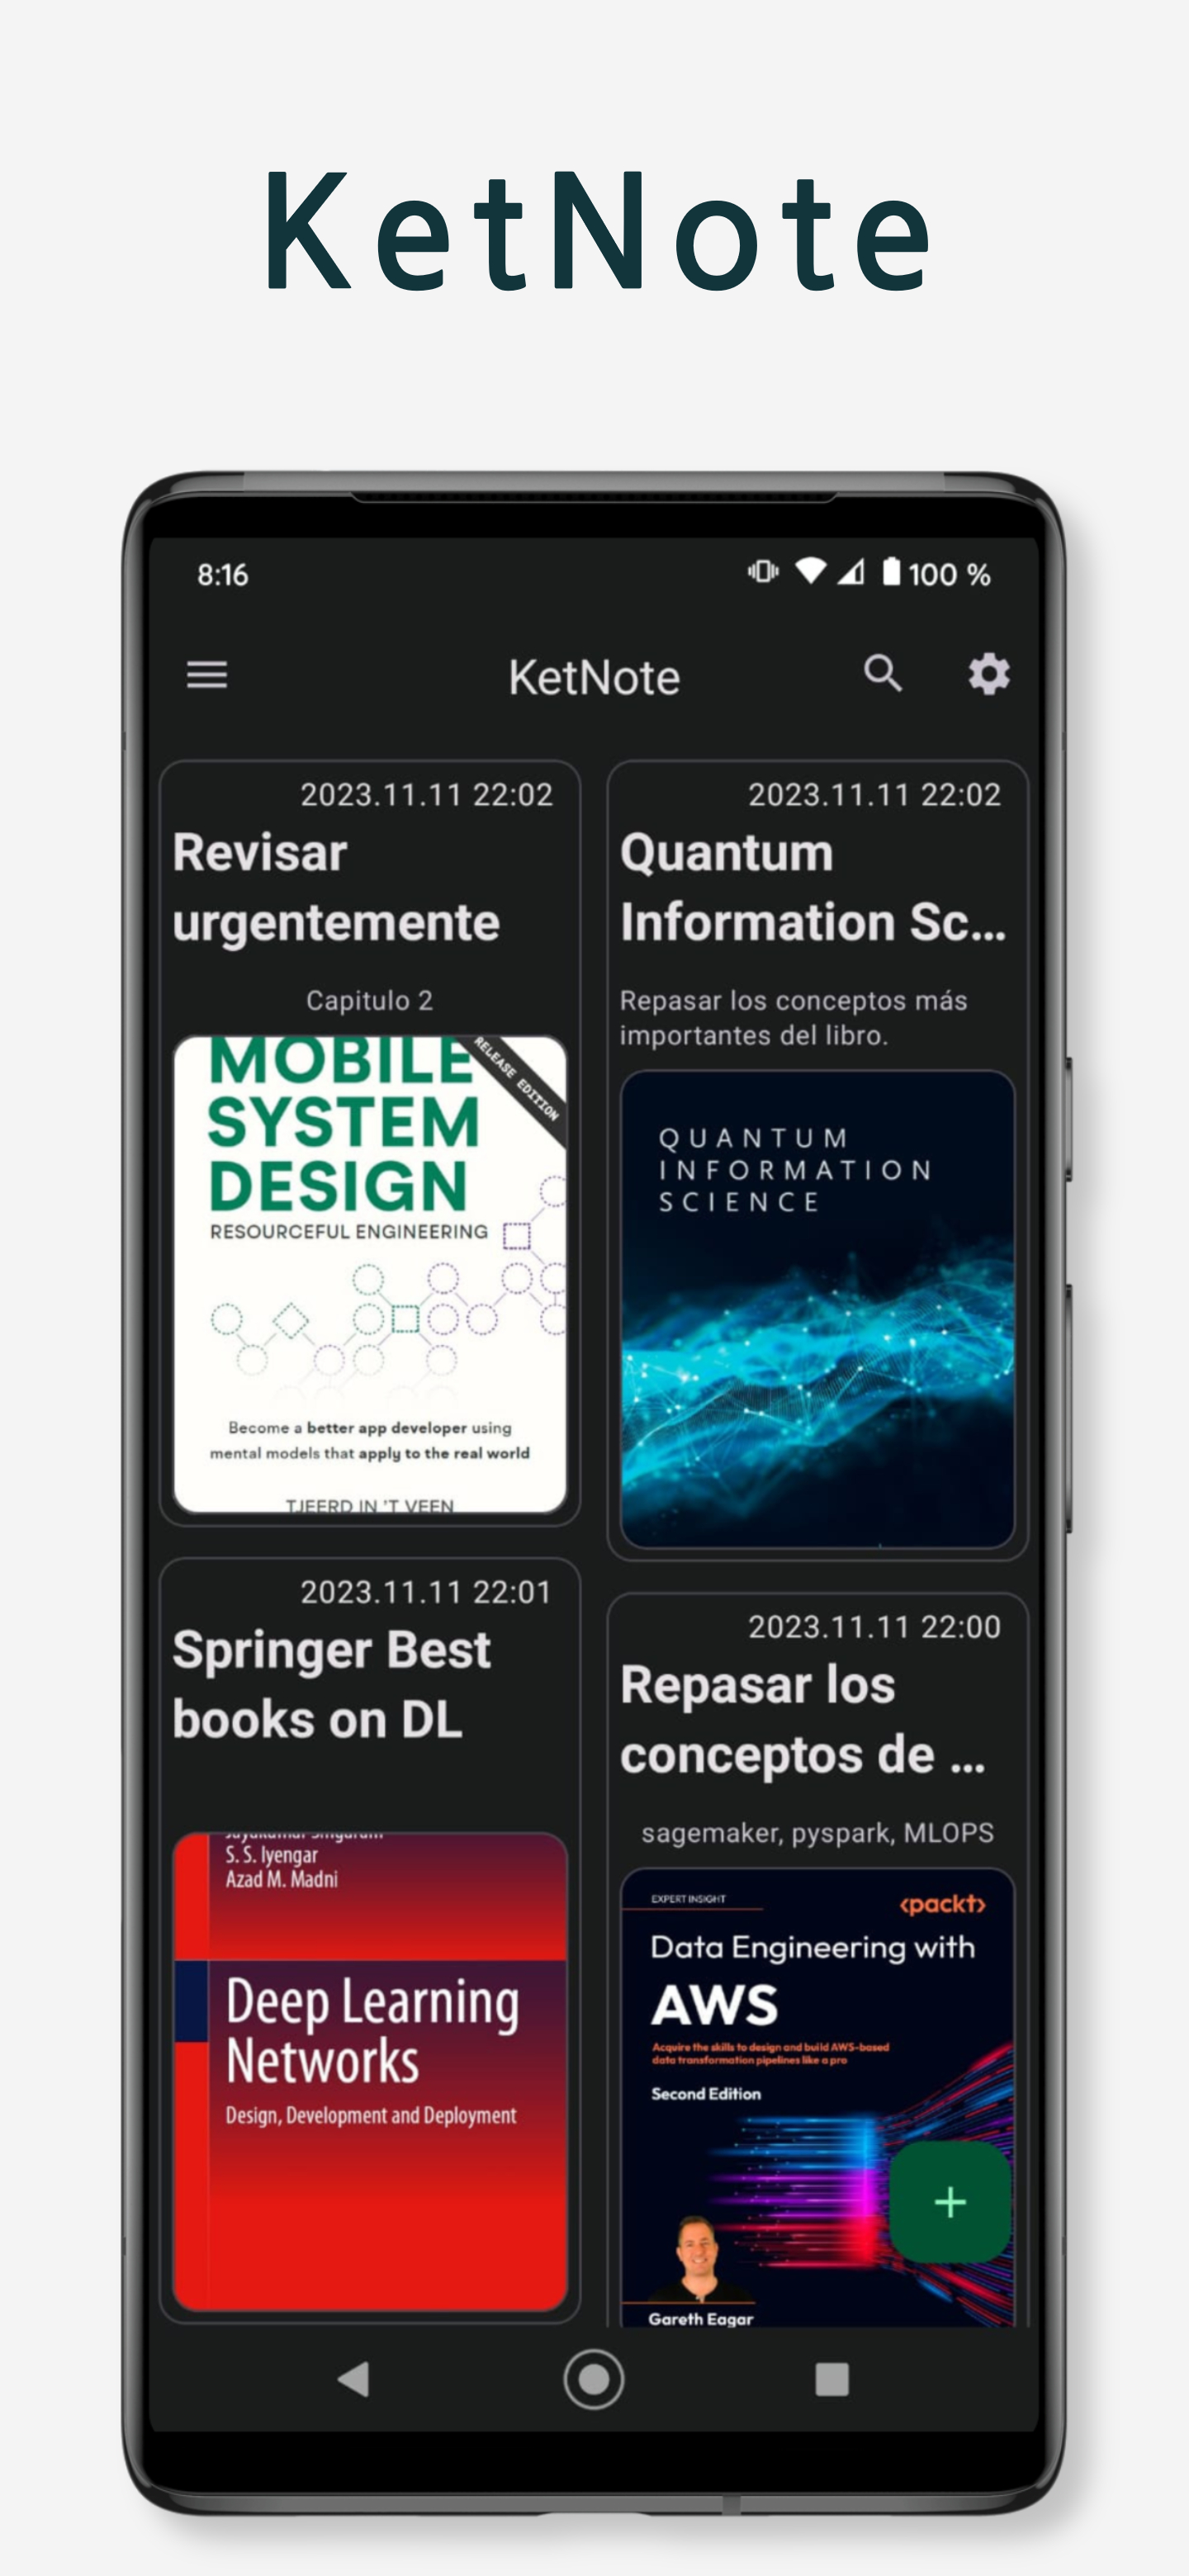 KetNote
8:16
100 %
KetNote
2023.11.11 22:02
Revisar
urgentemente
Capitulo 2
MOBILE
SYSTEM
DESIGN
RELEASE EDITION
RESOURCEFUL ENGINEERING
Become a better app developer using
mental models that apply to the real world
TJEERD IN 'T VEEN
2023.11.11 22:02
Quantum
Information Sc...
Repasar los conceptos más
importantes del libro.
QUANTUM
INFORMATION
SCIENCE
2023.11.11 22:01
Springer Best
books on DL
S. S. Iyengar
Azad M. Madni
Deep Learning
Networks
Design, Development and Deployment
2023.11.11 22:00
Repasar los
conceptos de ...
sagemaker, pyspark, MLOPS
EXPERT INSIGHT
<packt>
Data Engineering with
AWS
Acquire the skills to design and build AWS-based
data transformation pipelines like a pro
Second Edition
Gareth Eagar